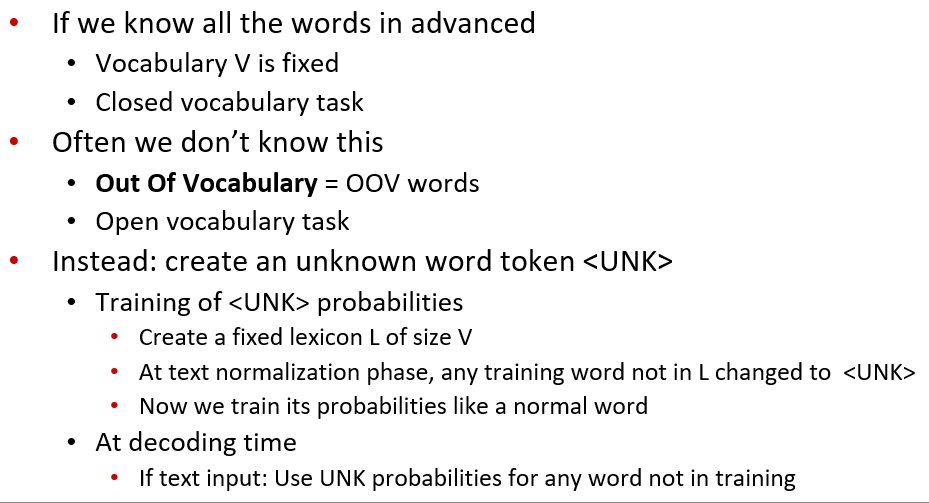 • If we know all the words in advanced
• Vocabulary V is fixed
• Closed vocabulary task
• Often we don’t know this
• Out Of Vocabulary = OOV words
• Open vocabulary task
• Instead: create an unknown word token <UNK>
• Training of <UNK> probabilities
• Create a fixed lexicon L of size V
• At text normalization phase, any training word not in L changed to <UNK>
• Now we train its probabilities like a normal word
• At decoding time
• If text input: Use UNK probabilities for any word not in training